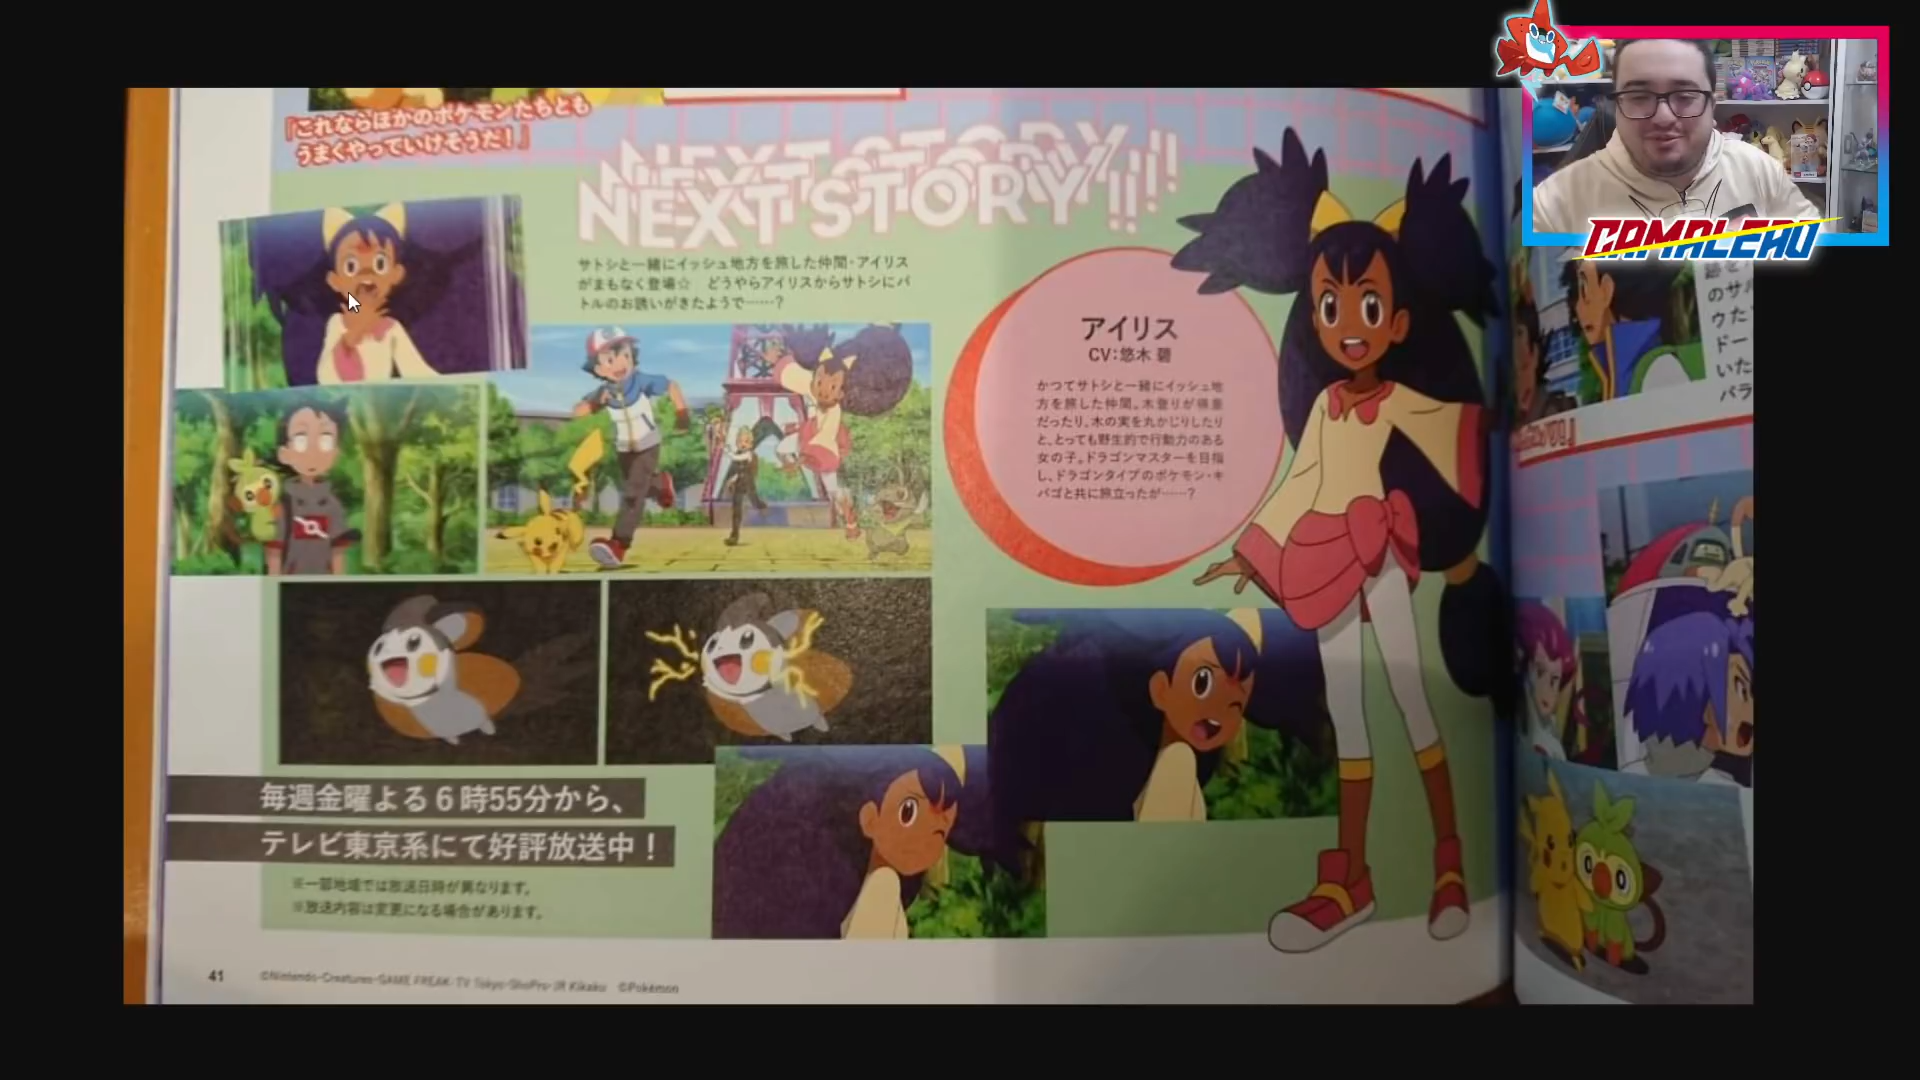 『これならほかのポケモンたちとも
うまくやっていけそうだ！』
NEXT STORY!!
サトシと一緒にイッシュ地方を旅した仲間・アイリス
がまもなく登場☆　どうやらアイリスからサトシにバ
トルのお誘いがきたようで……？
アイリス
CV：悠木 碧
かつてサトシと一緒にイッシュ地
方を旅した仲間。木登りが得意
だったり、木の実を丸かじりしたり
と、とっても野生的で行動力のある
女の子。ドラゴンマスターを目指
し、ドラゴンタイプのポケモン・キ
バゴと共に旅立ったが……？
毎週金曜よる６時55分から、
テレビ東京系にて好評放送中！
※一部地域では放送日時が異なります。
※放送内容は変更になる場合があります。
41
©Nintendo・Creatures・GAME FREAK・TV Tokyo・ShoPro・JR Kikaku ©Pokémon
CAMALEAU
のサル
ウた
ドー
いた
パラ